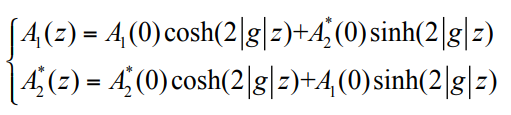 A₁(z) = A₁(0)cosh(2|g|z)+A₂*(0)sinh(2|g|z)
A₂*(z) = A₂*(0)cosh(2|g|z)+A₁(0)sinh(2|g|z)